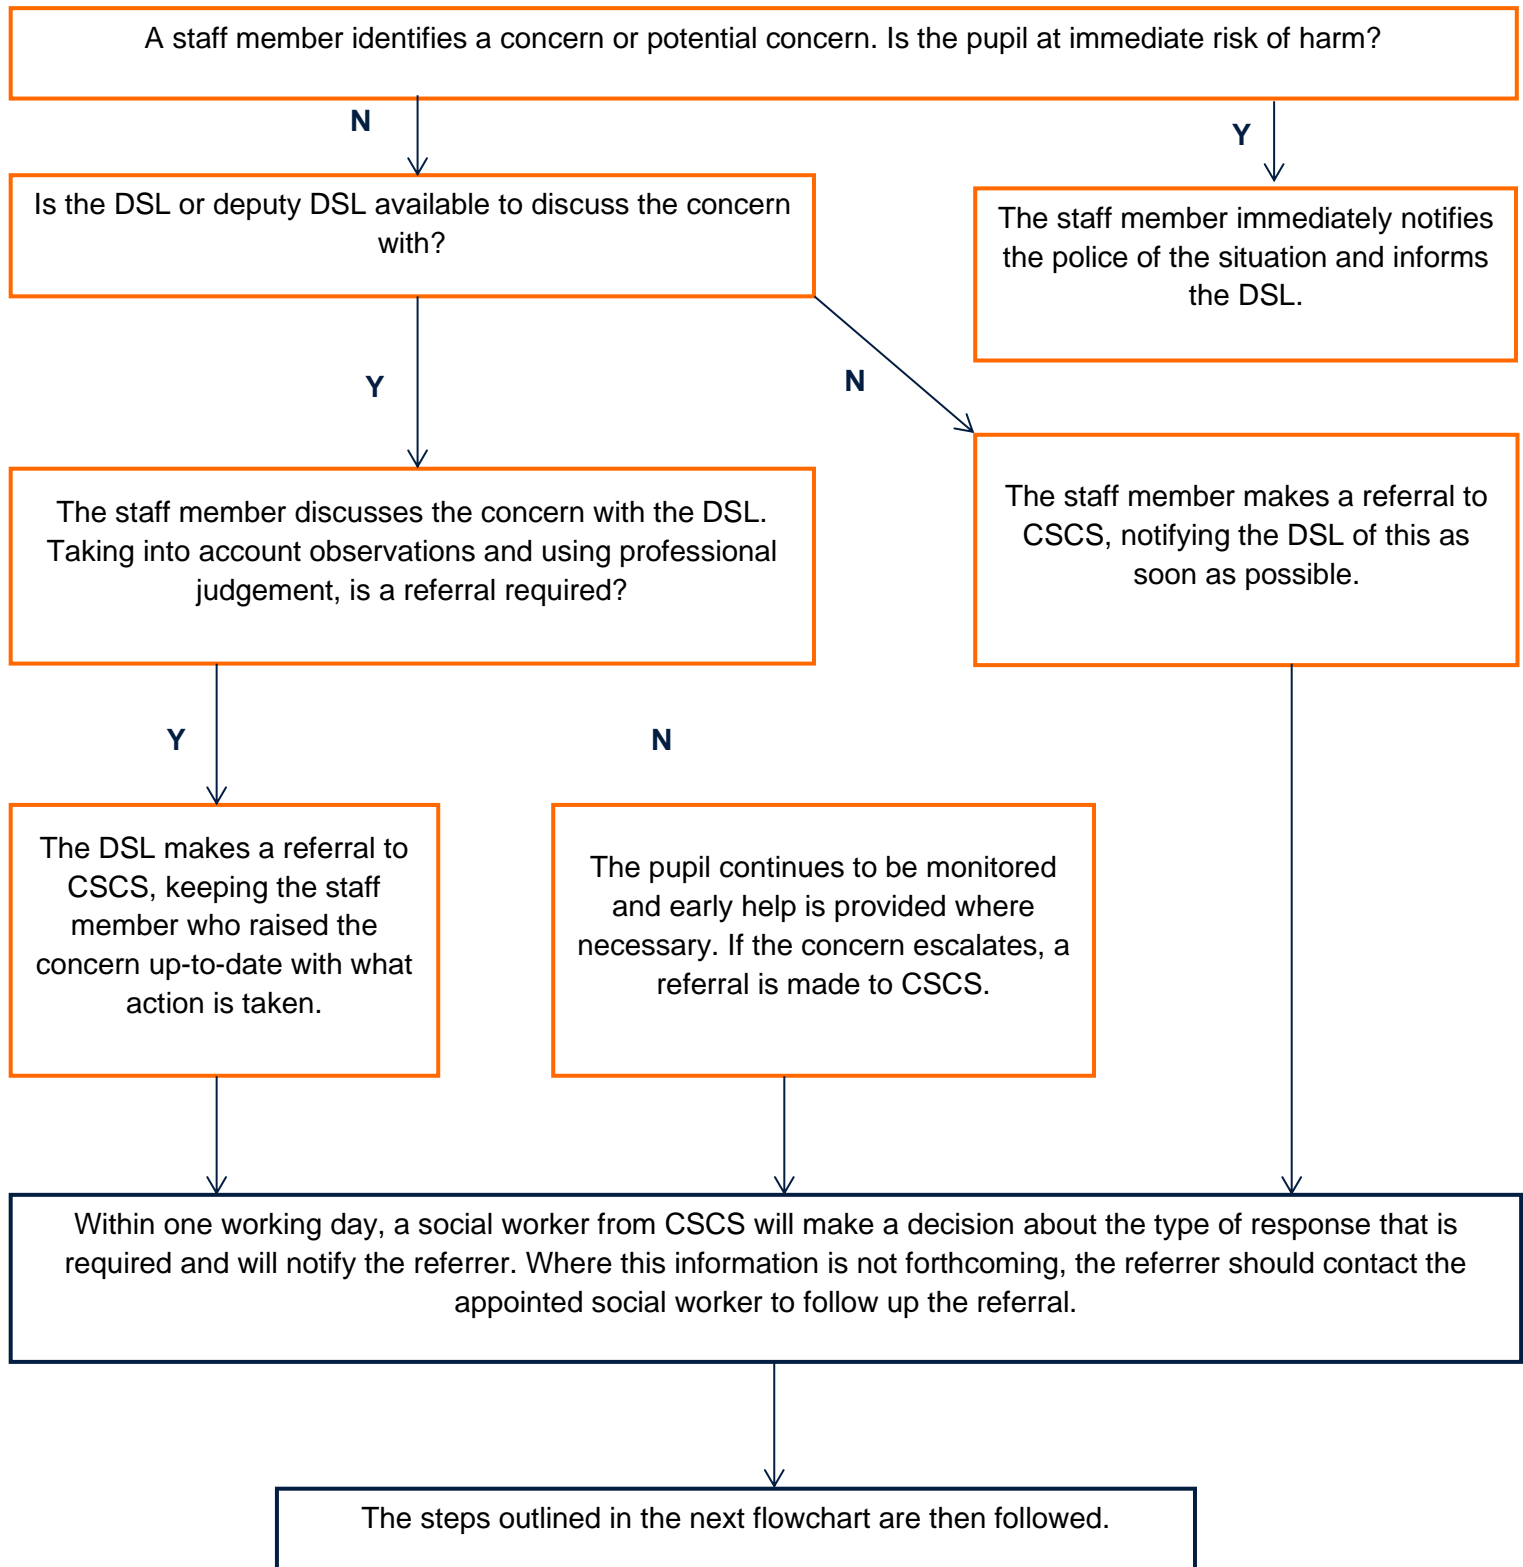 A staff member identifies a concern or potential concern. Is the pupil at immediate risk of harm?
N
Y
Is the DSL or deputy DSL available to discuss the concern
with?
The staff member immediately notifies
the police of the situation and informs
the DSL.
Y
N
The staff member discusses the concern with the DSL.
Taking into account observations and using professional
judgement, is a referral required?
The staff member makes a referral to
CSCS, notifying the DSL of this as
soon as possible.
Y
N
The DSL makes a referral to
CSCS, keeping the staff
member who raised the
concern up-to-date with what
action is taken.
The pupil continues to be monitored
and early help is provided where
necessary. If the concern escalates, a
referral is made to CSCS.
Within one working day, a social worker from CSCS will make a decision about the type of response that is
required and will notify the referrer. Where this information is not forthcoming, the referrer should contact the
appointed social worker to follow up the referral.
The steps outlined in the next flowchart are then followed.